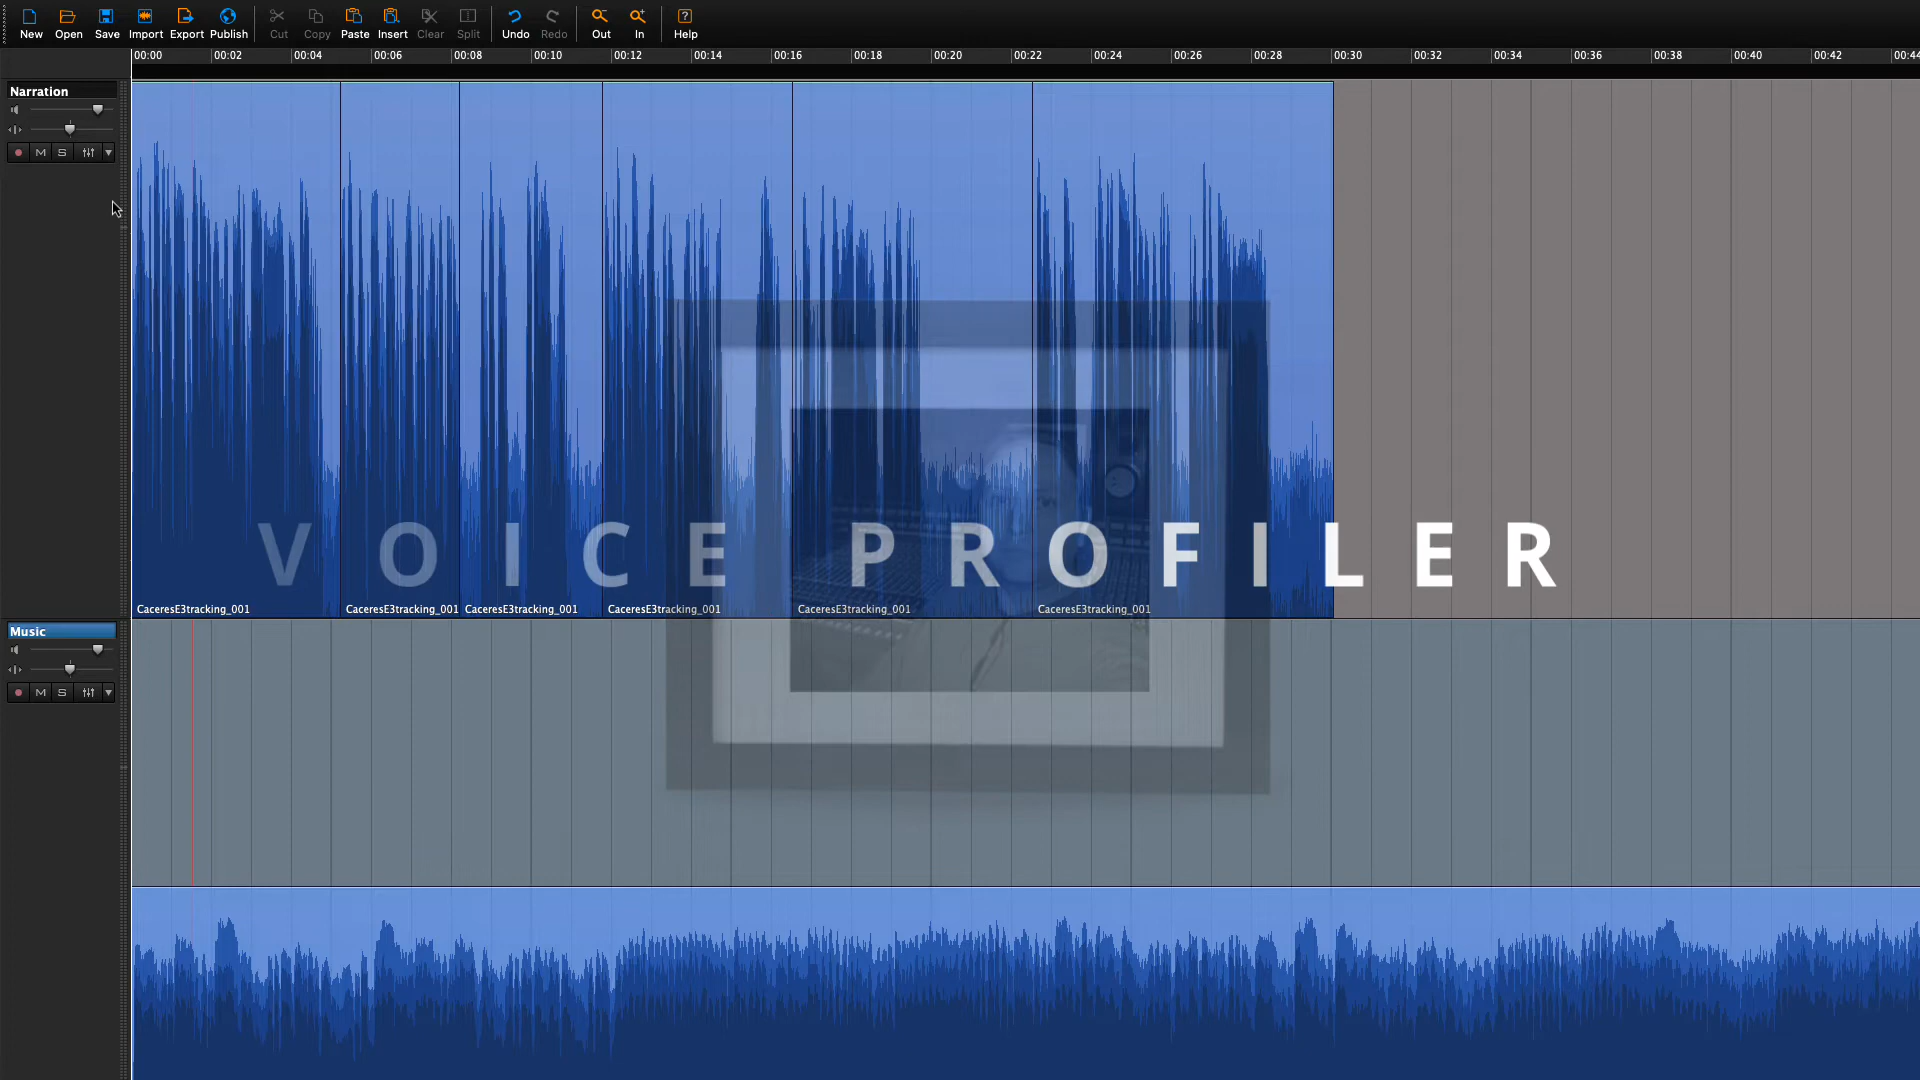 New Open Save Import Export Publish Cut Copy Paste Insert Clear Split Undo Redo Out In Help
00:00 00:02 00:04 00:06 00:08 00:10 00:12 00:14 00:16 00:18 00:20 00:22 00:24 00:26 00:28 00:30 00:32 00:34 00:36 00:38 00:40 00:42 00:44
Narration
M S
VOICE PROFILER
CaceresE3tracking_001 CaceresE3tracking_001 CaceresE3tracking_001 CaceresE3tracking_001 CaceresE3tracking_001 CaceresE3tracking_001
Music
M S